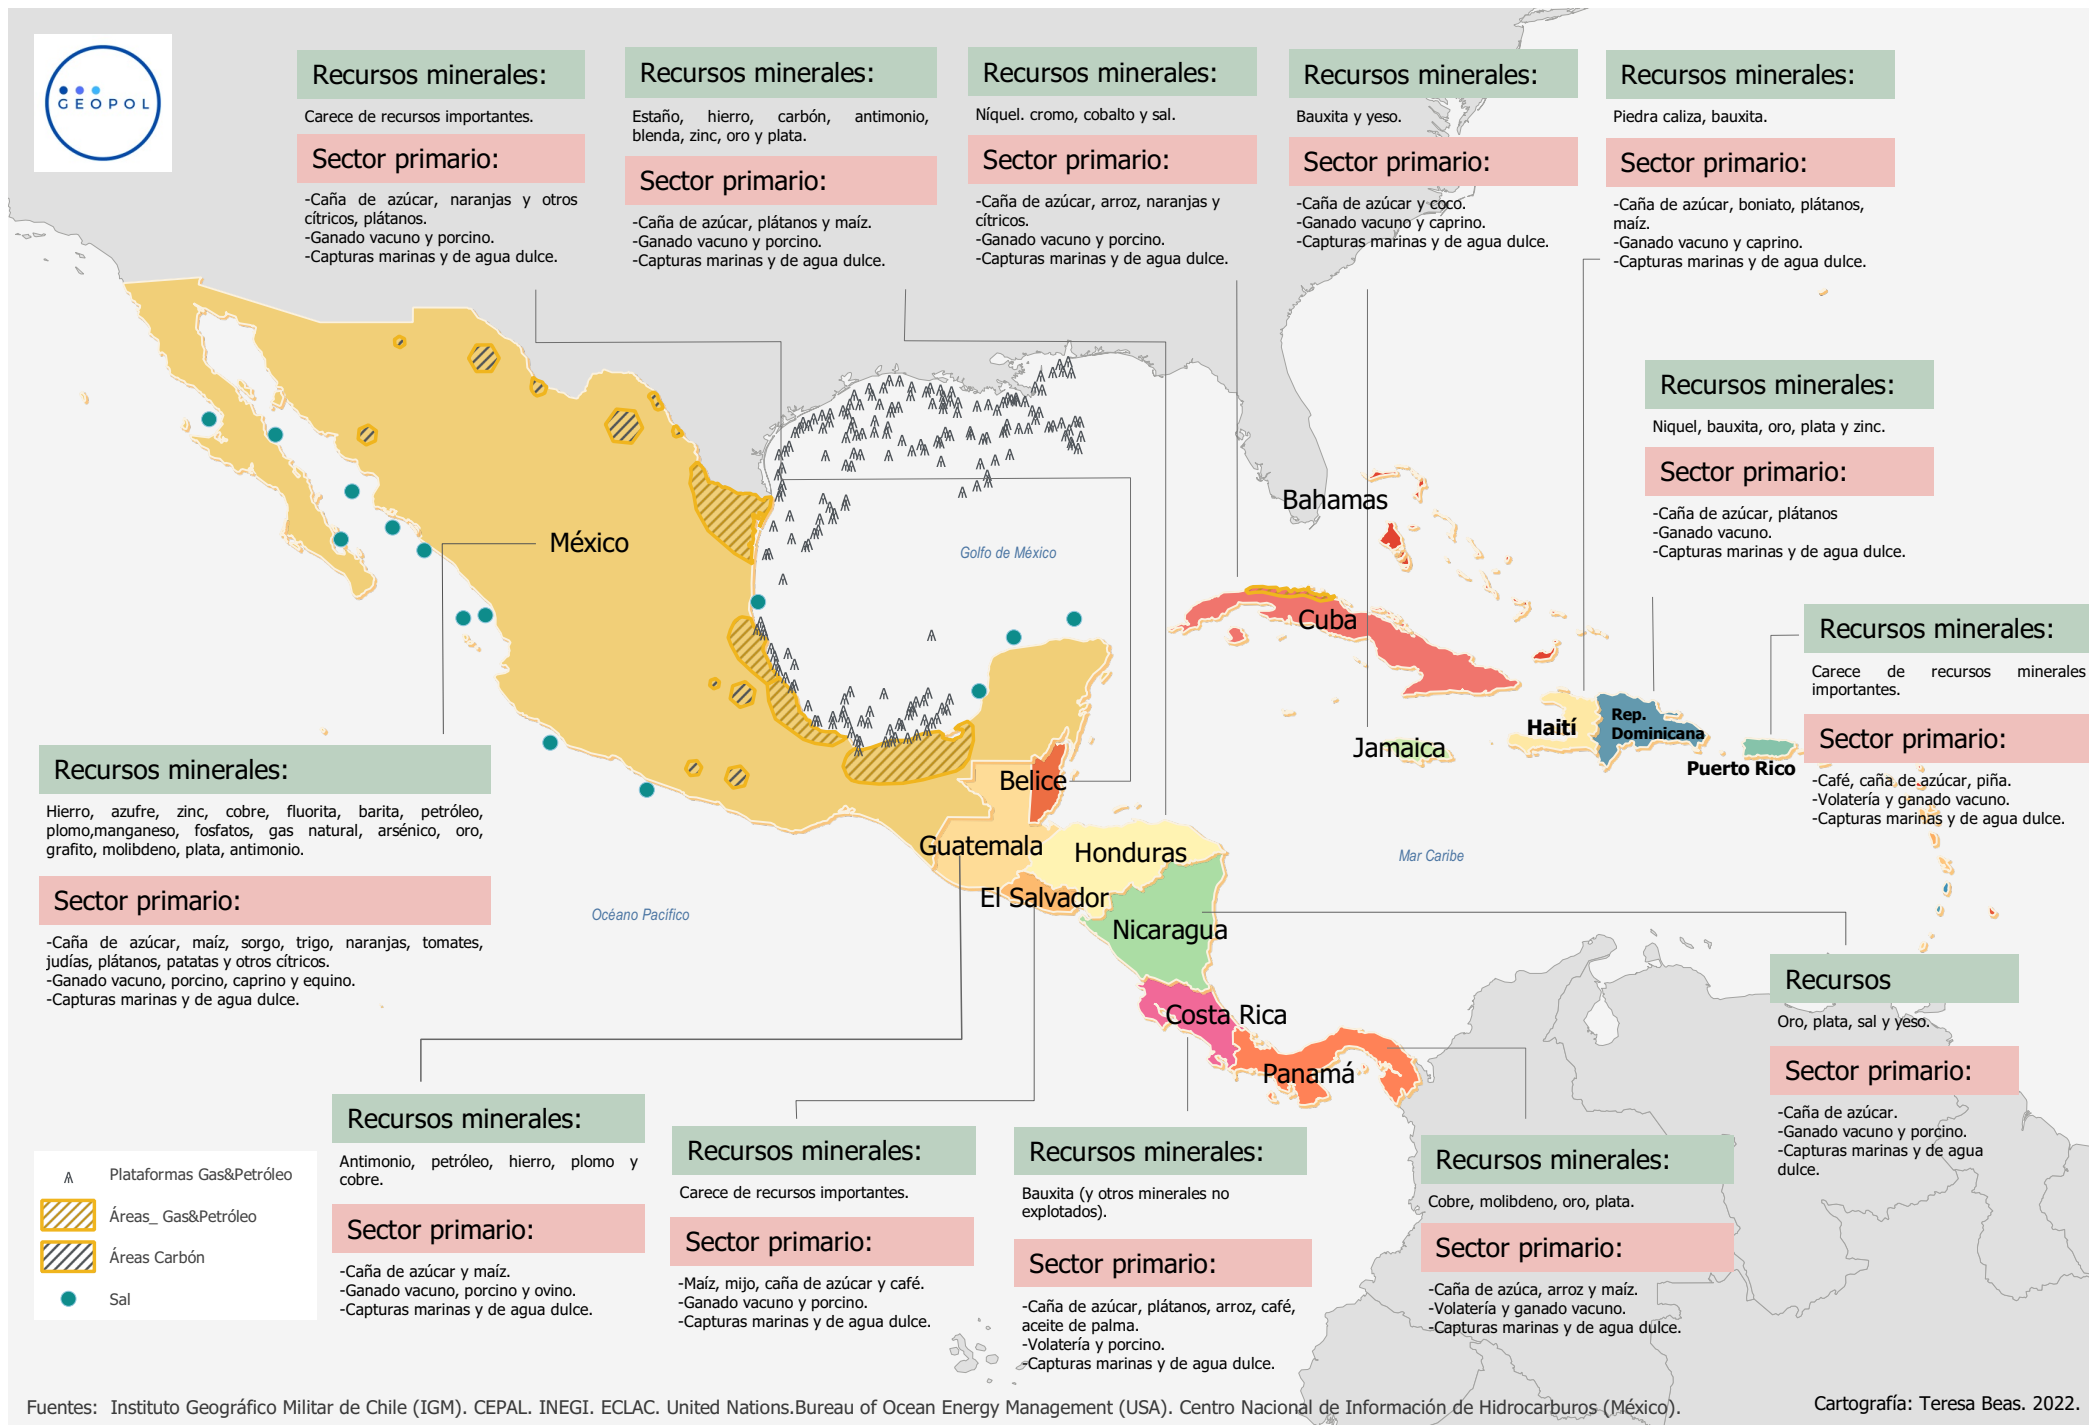 GEOPOL
Recursos minerales:
Carece de recursos importantes.
Sector primario:
-Caña de azúcar, naranjas y otros
cítricos, plátanos.
-Ganado vacuno y porcino.
-Capturas marinas y de agua dulce.
Recursos minerales:
Estaño, hierro, carbón, antimonio,
blenda, zinc, oro y plata.
Sector primario:
-Caña de azúcar, plátanos y maíz.
-Ganado vacuno y porcino.
-Capturas marinas y de agua dulce.
Recursos minerales:
Níquel. cromo, cobalto y sal.
Sector primario:
-Caña de azúcar, arroz, naranjas y
cítricos.
-Ganado vacuno y porcino.
-Capturas marinas y de agua dulce.
Recursos minerales:
Bauxita y yeso.
Sector primario:
-Caña de azúcar y coco.
-Ganado vacuno y caprino.
-Capturas marinas y de agua dulce.
Recursos minerales:
Piedra caliza, bauxita.
Sector primario:
-Caña de azúcar, boniato, plátanos,
maíz.
-Ganado vacuno y caprino.
-Capturas marinas y de agua dulce.
Recursos minerales:
Niquel, bauxita, oro, plata y zinc.
Sector primario:
-Caña de azúcar, plátanos
-Ganado vacuno.
-Capturas marinas y de agua dulce.
Recursos minerales:
Carece de recursos minerales
importantes.
Sector primario:
-Café, caña de azúcar, piña.
-Volatería y ganado vacuno.
-Capturas marinas y de agua dulce.
México
Golfo de México
Bahamas
Cuba
Jamaica
Haití
Rep.
Dominicana
Puerto Rico
Belice
Guatemala
Honduras
El Salvador
Nicaragua
Costa Rica
Panamá
Mar Caribe
Océano Pacífico
Recursos minerales:
Hierro, azufre, zinc, cobre, fluorita, barita, petróleo,
plomo,manganeso, fosfatos, gas natural, arsénico, oro,
grafito, molibdeno, plata, antimonio.
Sector primario:
-Caña de azúcar, maíz, sorgo, trigo, naranjas, tomates,
judías, plátanos, patatas y otros cítricos.
-Ganado vacuno, porcino, caprino y equino.
-Capturas marinas y de agua dulce.
Recursos
Oro, plata, sal y yeso.
Sector primario:
-Caña de azúcar.
-Ganado vacuno y porcino.
-Capturas marinas y de agua
dulce.
Plataformas Gas&Petróleo
Áreas_ Gas&Petróleo
Áreas Carbón
Sal
Recursos minerales:
Antimonio, petróleo, hierro, plomo y
cobre.
Sector primario:
-Caña de azúcar y maíz.
-Ganado vacuno, porcino y ovino.
-Capturas marinas y de agua dulce.
Recursos minerales:
Carece de recursos importantes.
Sector primario:
-Maíz, mijo, caña de azúcar y café.
-Ganado vacuno y porcino.
-Capturas marinas y de agua dulce.
Recursos minerales:
Bauxita (y otros minerales no
explotados).
Sector primario:
-Caña de azúcar, plátanos, arroz, café,
aceite de palma.
-Volatería y porcino.
-Capturas marinas y de agua dulce.
Recursos minerales:
Cobre, molibdeno, oro, plata.
Sector primario:
-Caña de azúca, arroz y maíz.
-Volatería y ganado vacuno.
-Capturas marinas y de agua dulce.
Fuentes: Instituto Geográfico Militar de Chile (IGM). CEPAL. INEGI. ECLAC. United Nations.Bureau of Ocean Energy Management (USA). Centro Nacional de Información de Hidrocarburos (México).
Cartografía: Teresa Beas. 2022.